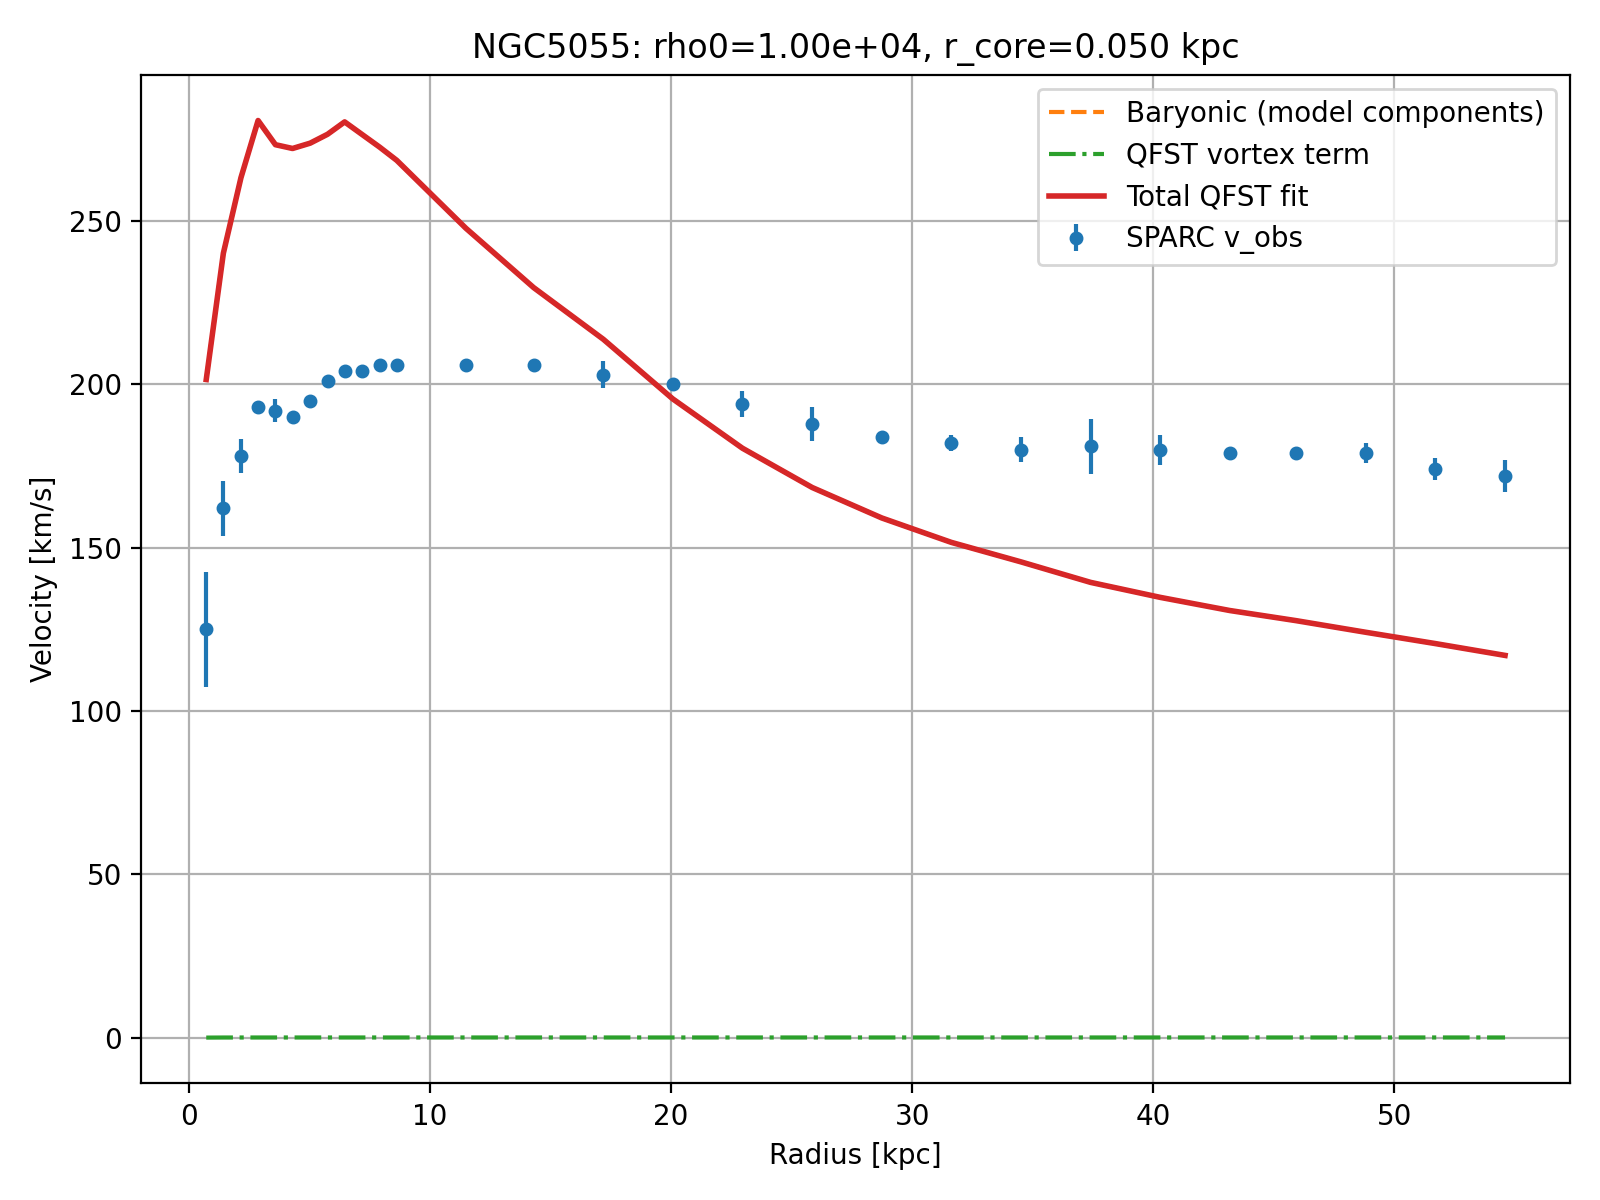 NGC5055: rho0=1.00e+04, r_core=0.050 kpc
Baryonic (model components)
QFST vortex term
Total QFST fit
SPARC v_obs
Velocity [km/s]
250
200
150
100
50
0
0 10 20 30 40 50
Radius [kpc]